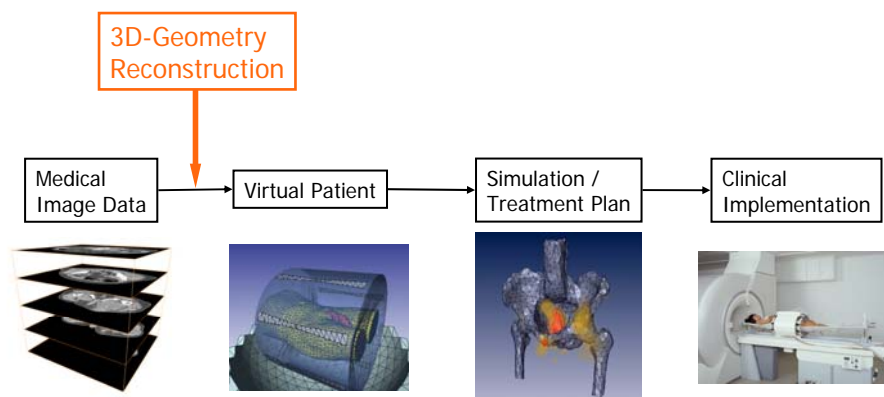 3D-Geometry
Reconstruction
Medical
Image Data
Virtual Patient
Simulation /
Treatment Plan
Clinical
Implementation